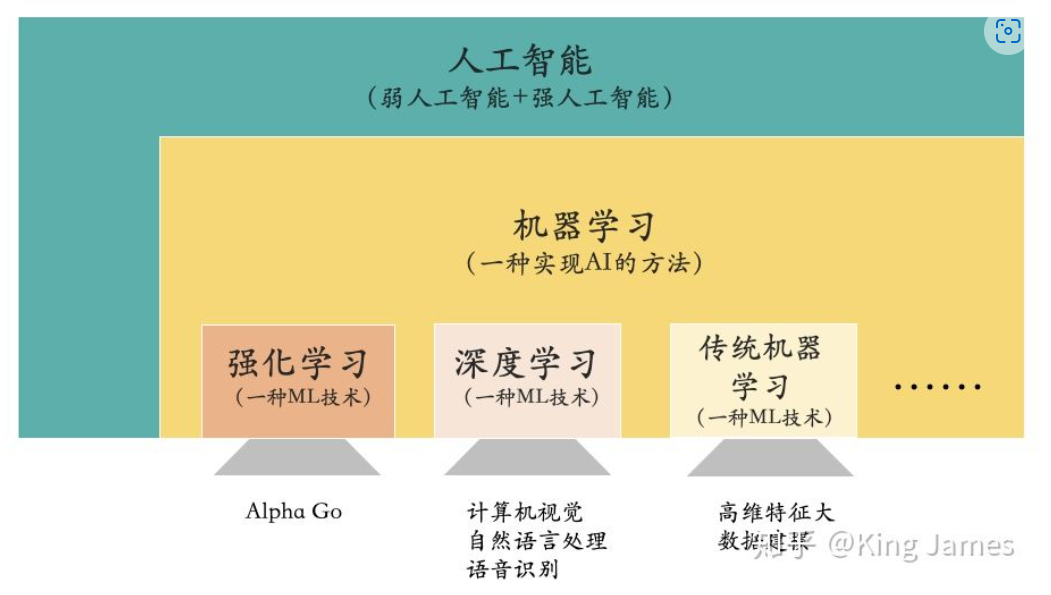 人工智能
（弱人工智能+强人工智能）
机器学习
（一种实现AI的方法）
强化学习
（一种ML技术）
深度学习
（一种ML技术）
传统机器
学习
（一种ML技术）
······
Alpha Go
计算机视觉
自然语言处理
语音识别
高维特征大
数据建模
知乎 @King James